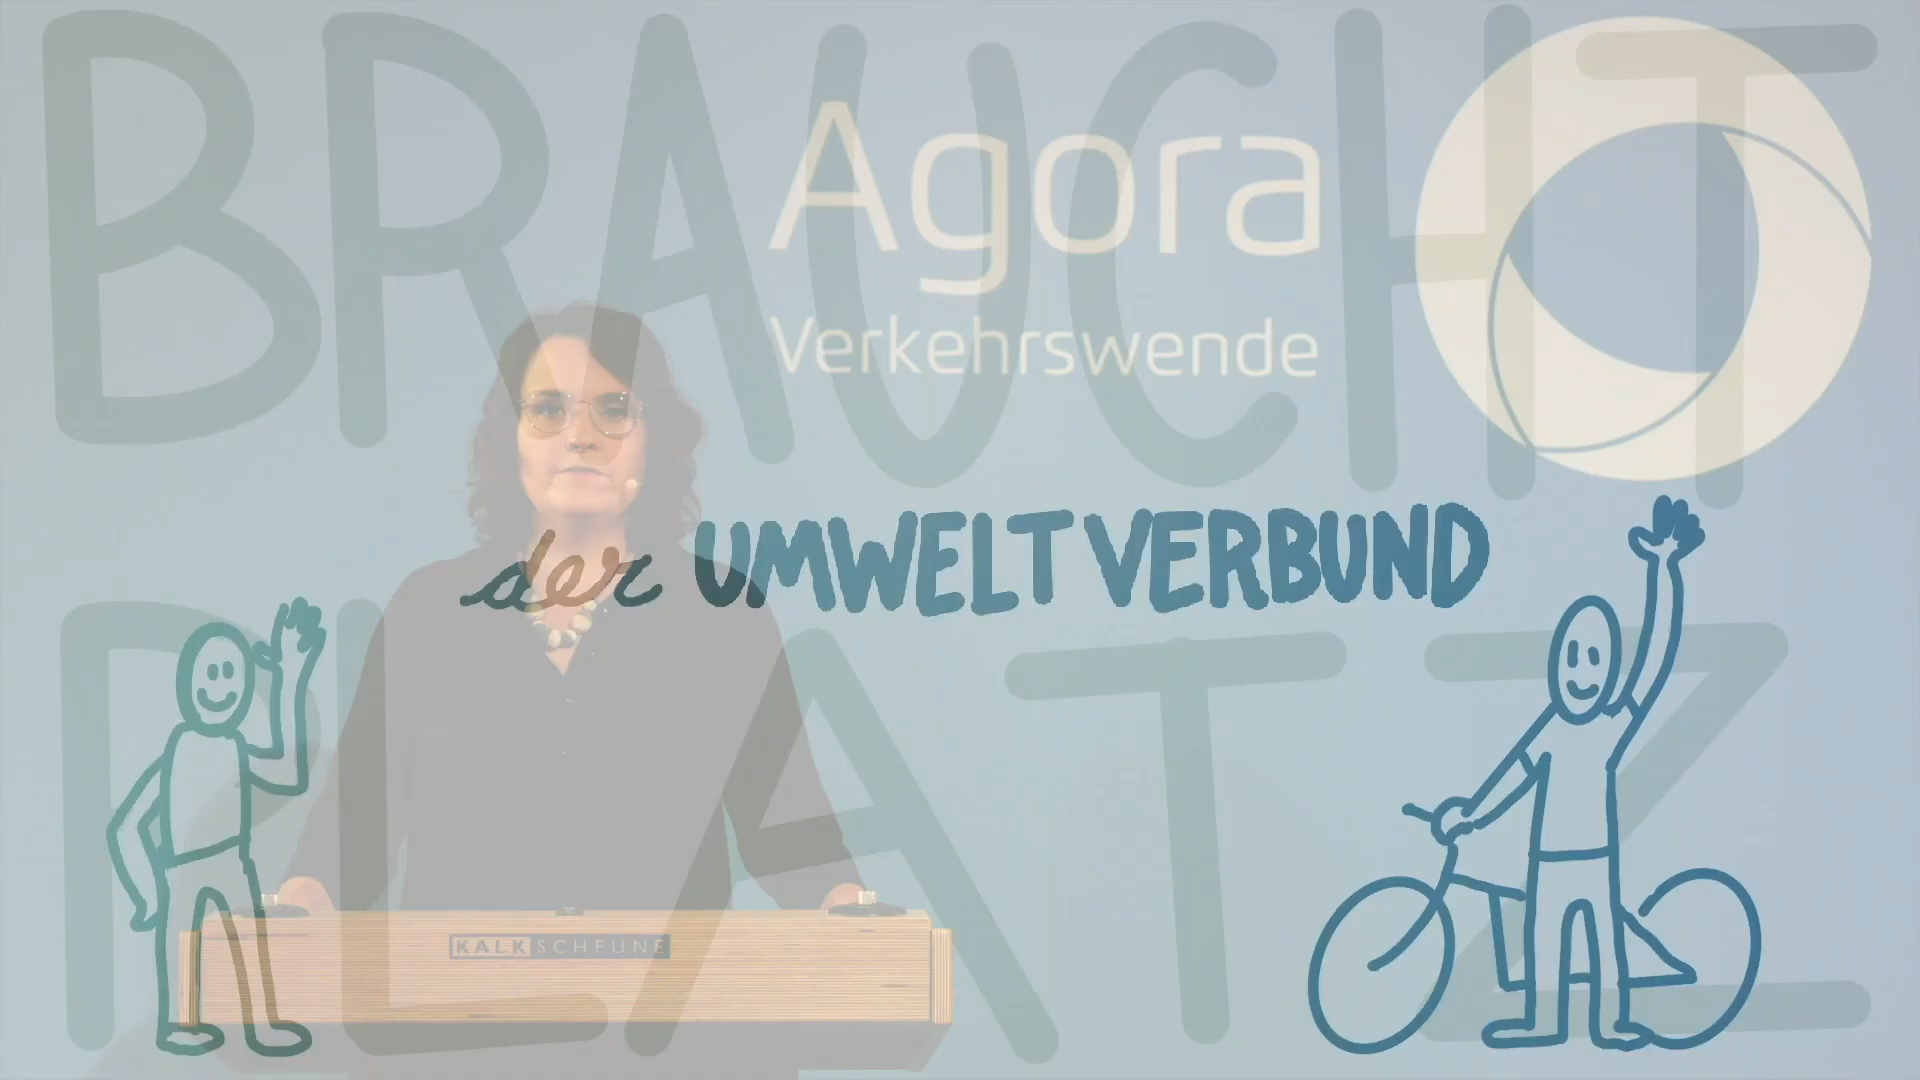 BRAUCHT
Agora
Verkehrswende
der UMWELTVERBUND
PLATZ
KALKSCHEUNE